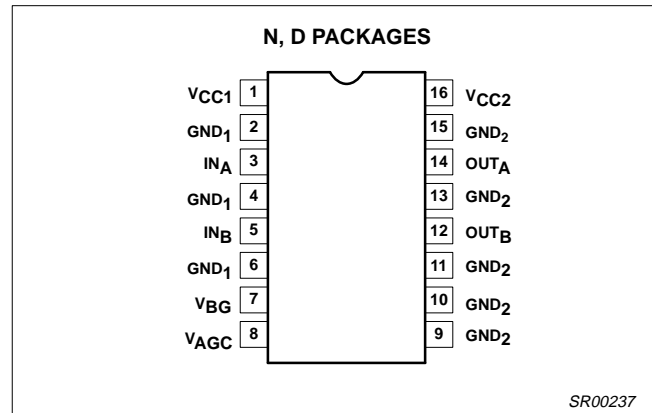 N, D PACKAGES
VCC1 1 16 VCC2
GND1 2 15 GND2
INA 3 14 OUTA
GND1 4 13 GND2
INB 5 12 OUTB
GND1 6 11 GND2
VBG 7 10 GND2
VAGC 8 9 GND2
SR00237